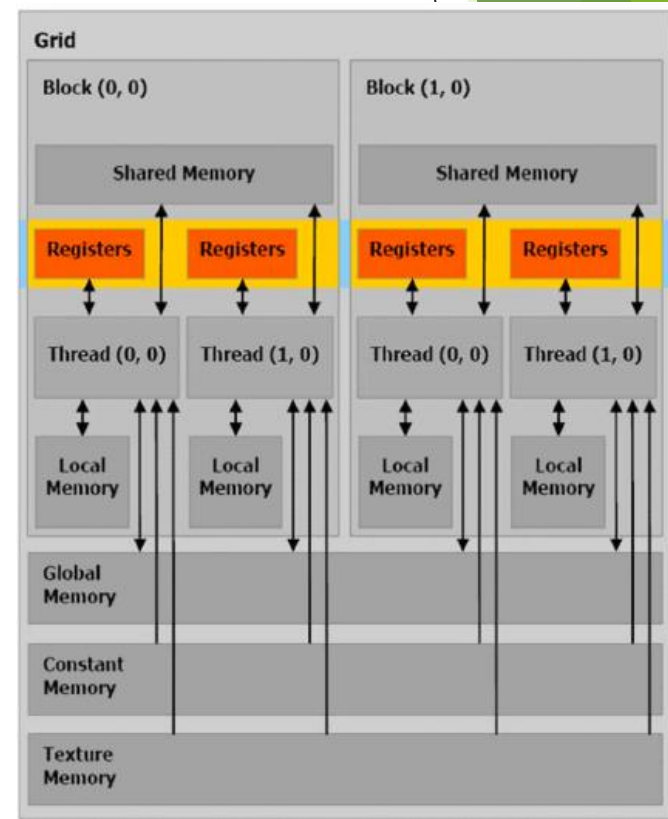 Grid
Block (0, 0)
Block (1, 0)
Shared Memory
Shared Memory
Registers
Registers
Registers
Registers
Thread (0, 0)
Thread (1, 0)
Thread (0, 0)
Thread (1, 0)
Local
Memory
Local
Memory
Local
Memory
Local
Memory
Global
Memory
Constant
Memory
Texture
Memory